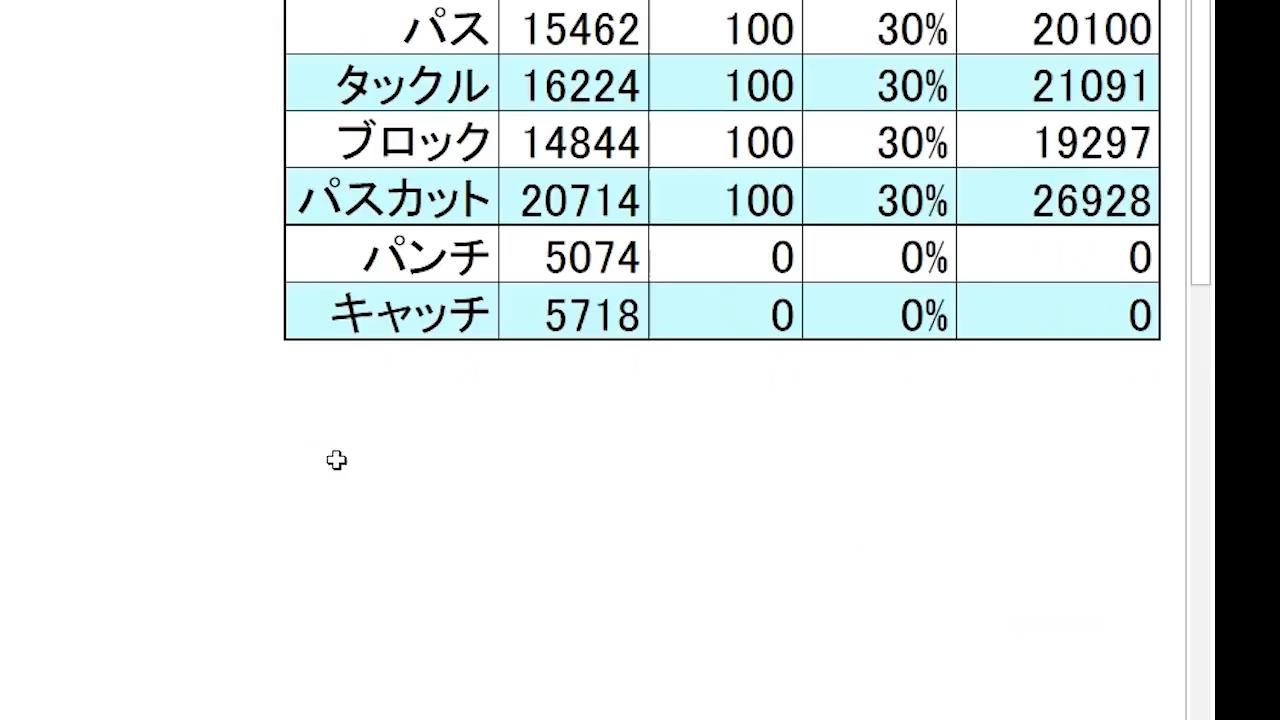 パス 15462 100 30% 20100
タックル 16224 100 30% 21091
ブロック 14844 100 30% 19297
パスカット 20714 100 30% 26928
パンチ 5074 0 0% 0
キャッチ 5718 0 0% 0